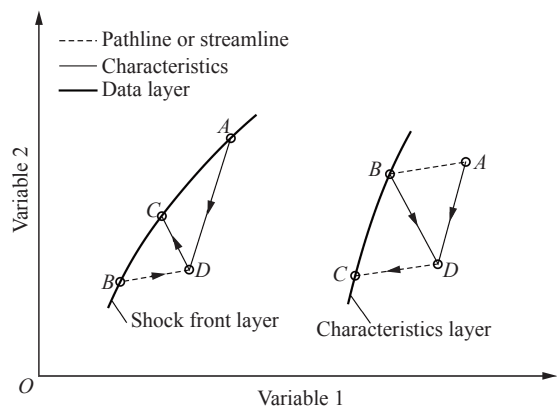 Pathline or streamline
Characteristics
Data layer
Variable 2
A
C
B
D
Shock front layer
B
A
C
D
Characteristics layer
O
Variable 1